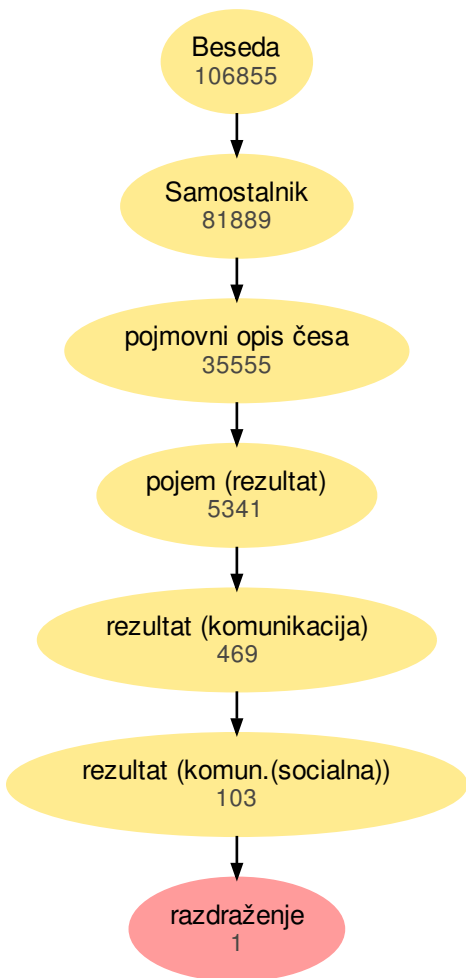 Beseda
106855
Samostalnik
81889
pojmovni opis česa
35555
pojem (rezultat)
5341
rezultat (komunikacija)
469
rezultat (komun.(socialna))
103
razdraženje
1